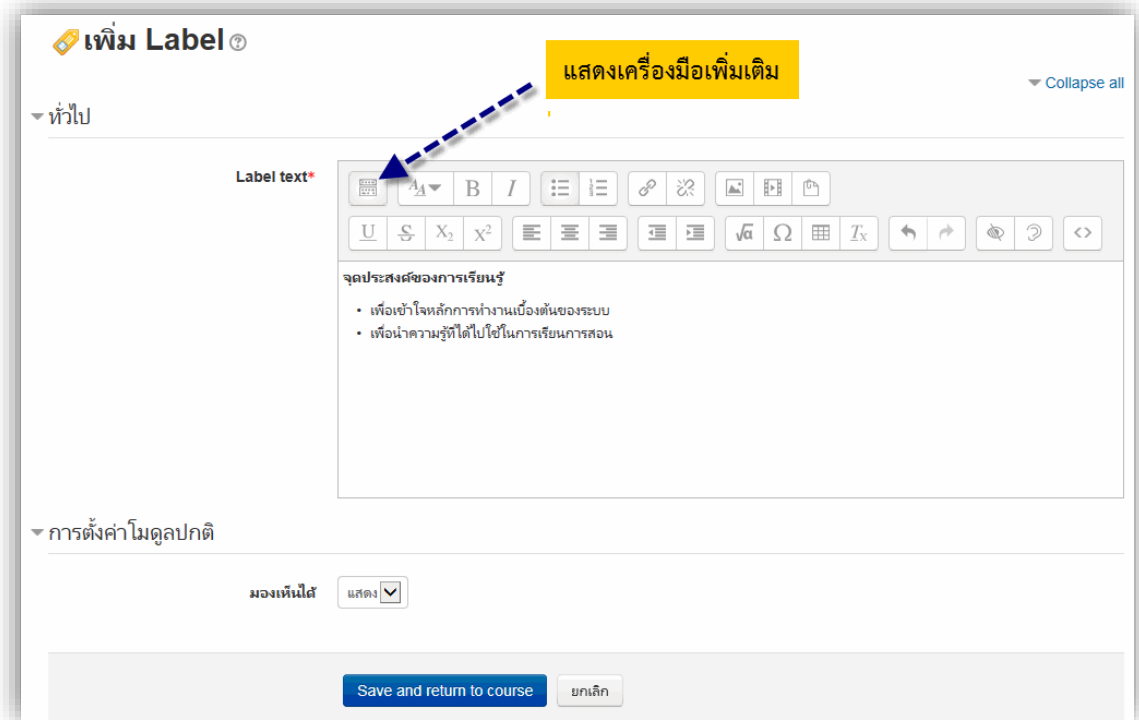 เพิ่ม Label
แสดงเครื่องมือเพิ่มเติม
Collapse all
ทั่วไป
Label text*
B I
U S X₂ X² √α Ω Tx <>
จุดประสงค์ของการเรียนรู้
• เพื่อเข้าใจหลักการทำงานเบื้องต้นของระบบ
• เพื่อนำความรู้ที่ได้ไปใช้ในการเรียนการสอน
การตั้งค่าโมดูลปกติ
มองเห็นได้ แสดง
Save and return to course ยกเลิก